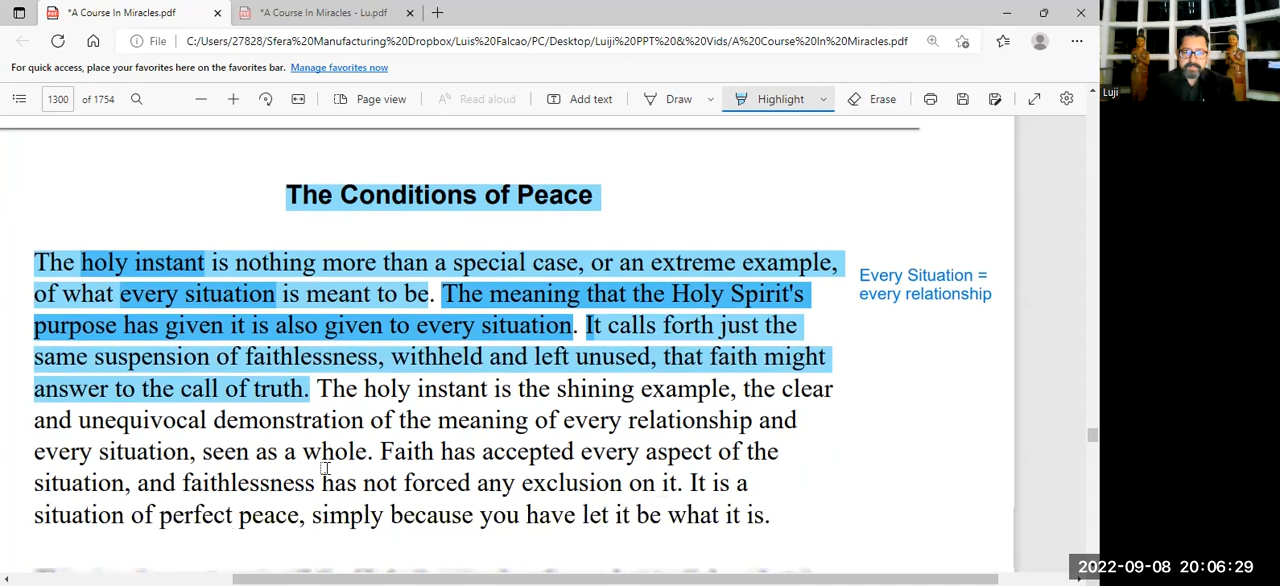 *A Course In Miracles.pdf
*A Course In Miracles - Lu.pdf
File
C:/Users/27828/Sfera%20Manufacturing%20Dropbox/Luis%20Falcao/PC/Desktop/Luiji%20PPT%20&%20Vids/A%20Course%20In%20Miracles.pdf
For quick access, place your favorites here on the favorites bar. Manage favorites now
1300 of 1754
Page view
Read aloud
Add text
Draw
Highlight
Erase
Luji
The Conditions of Peace
The holy instant is nothing more than a special case, or an extreme example,
of what every situation is meant to be. The meaning that the Holy Spirit's
purpose has given it is also given to every situation. It calls forth just the
same suspension of faithlessness, withheld and left unused, that faith might
answer to the call of truth. The holy instant is the shining example, the clear
and unequivocal demonstration of the meaning of every relationship and
every situation, seen as a whole. Faith has accepted every aspect of the
situation, and faithlessness has not forced any exclusion on it. It is a
situation of perfect peace, simply because you have let it be what it is.
Every Situation =
every relationship
2022-09-08 20:06:29